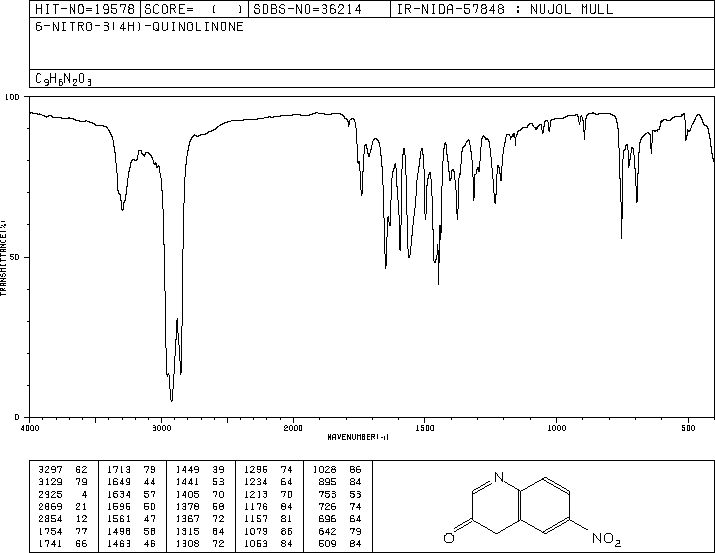 HIT-NO=19578 SCORE= ( ) SDBS-NO=36214 IR-NIDA-57848 : NUJOL MULL
6-NITRO-3(4H)-QUINOLINONE
C9H6N2O3
100
50
0
TRANSMITTANCE(%)
4000 3000 2000 1500 1000 500
WAVENUMBER(-1)
3297 62 1713 79 1449 39 1296 74 1028 86
3129 79 1649 44 1441 53 1234 64 895 84
2925 4 1634 57 1405 70 1213 70 753 53
2869 21 1596 50 1378 68 1176 84 726 74
2854 12 1561 47 1367 72 1157 81 696 64
1754 77 1498 58 1315 84 1079 86 642 79
1741 66 1463 46 1308 72 1063 84 509 84
N
O
NO2